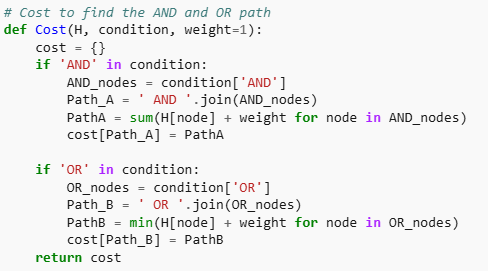 # Cost to find the AND and OR path
def Cost(H, condition, weight=1):
    cost = {}
    if 'AND' in condition:
        AND_nodes = condition['AND']
        Path_A = ' AND '.join(AND_nodes)
        PathA = sum(H[node] + weight for node in AND_nodes)
        cost[Path_A] = PathA

    if 'OR' in condition:
        OR_nodes = condition['OR']
        Path_B = ' OR '.join(OR_nodes)
        PathB = min(H[node] + weight for node in OR_nodes)
        cost[Path_B] = PathB
    return cost